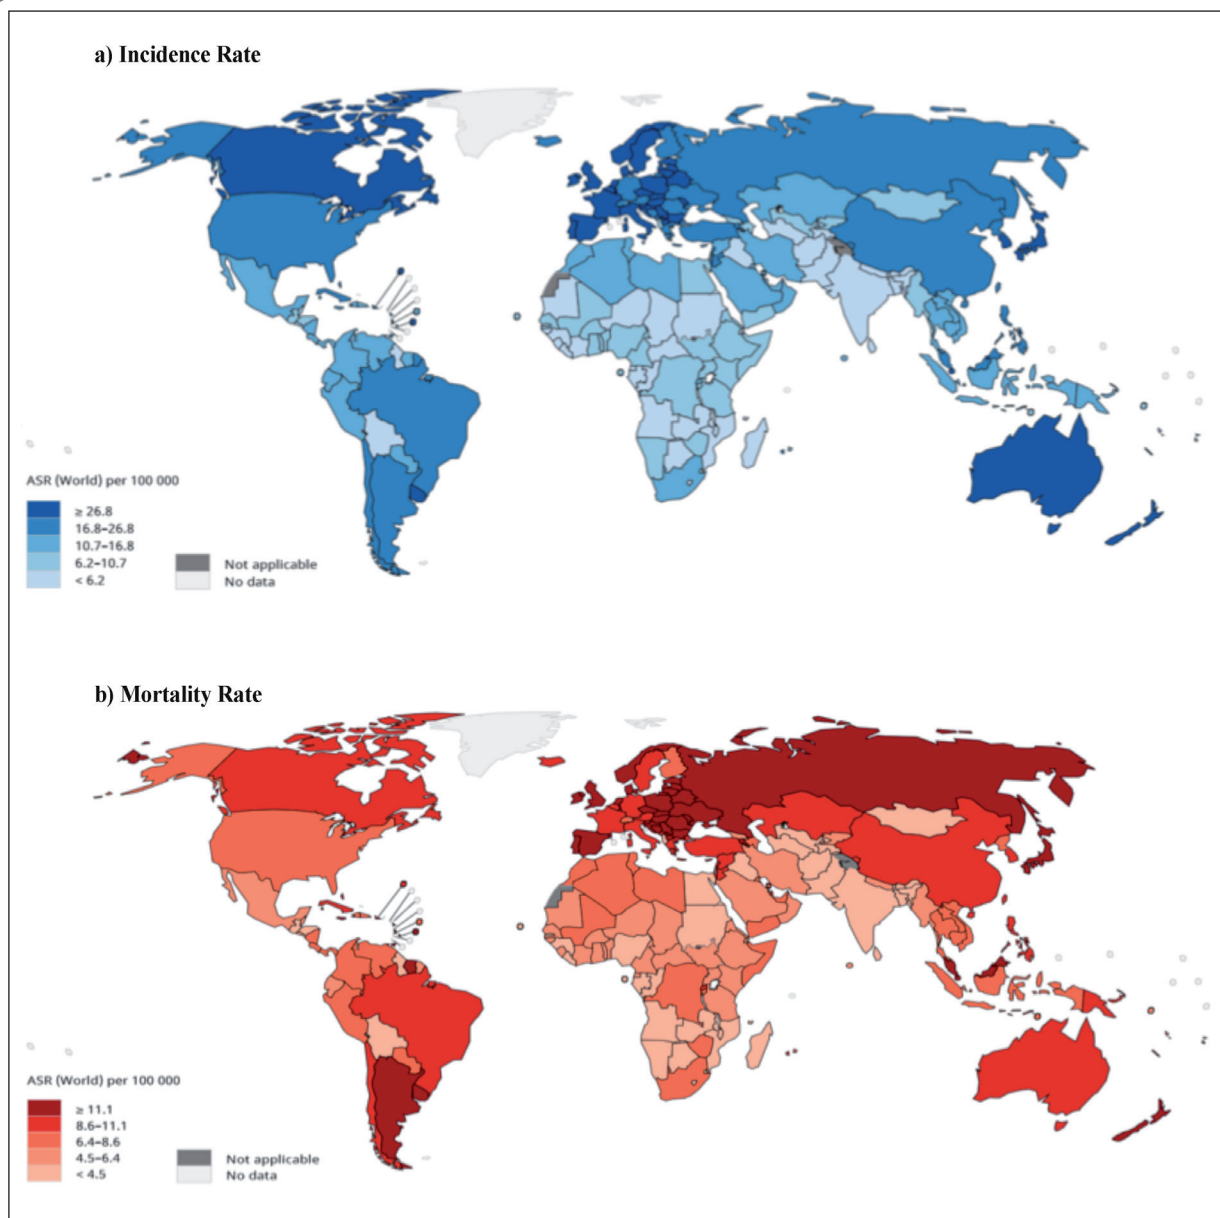 a) Incidence Rate
ASR (World) per 100 000
≥ 26.8
16.8–26.8
10.7–16.8
6.2–10.7
< 6.2
Not applicable
No data
b) Mortality Rate
ASR (World) per 100 000
≥ 11.1
8.6–11.1
6.4–8.6
4.5–6.4
< 4.5
Not applicable
No data